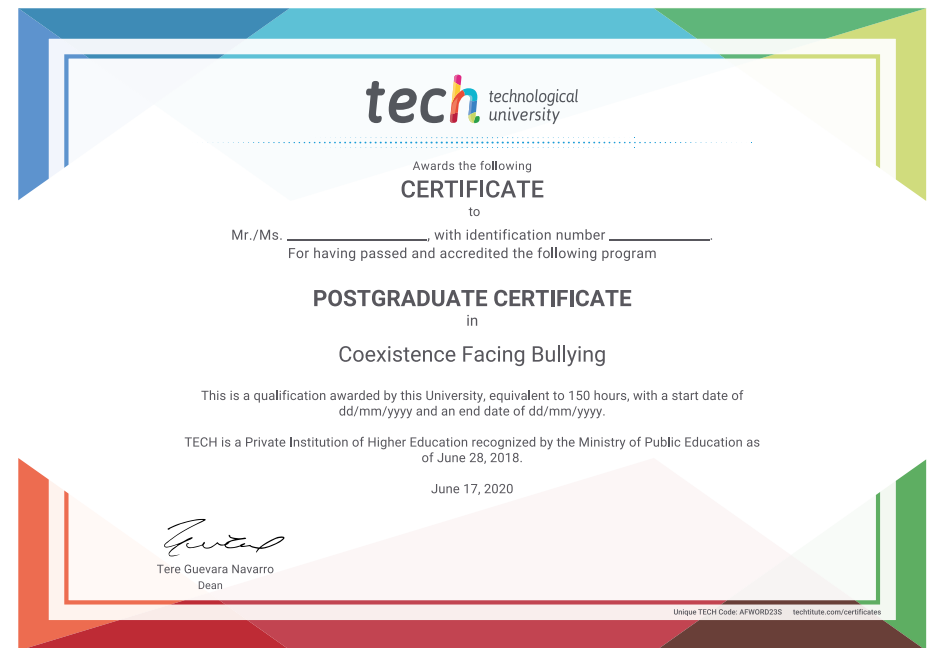 tech technological
university
Awards the following
CERTIFICATE
to
Mr./Ms. ____________, with identification number _________.
For having passed and accredited the following program
POSTGRADUATE CERTIFICATE
in
Coexistence Facing Bullying
This is a qualification awarded by this University, equivalent to 150 hours, with a start date of
dd/mm/yyyy and an end date of dd/mm/yyyy.
TECH is a Private Institution of Higher Education recognized by the Ministry of Public Education as
of June 28, 2018.
June 17, 2020
Tere Guevara Navarro
Dean
Unique TECH Code: AFWORD23S techtitute.com/certificates